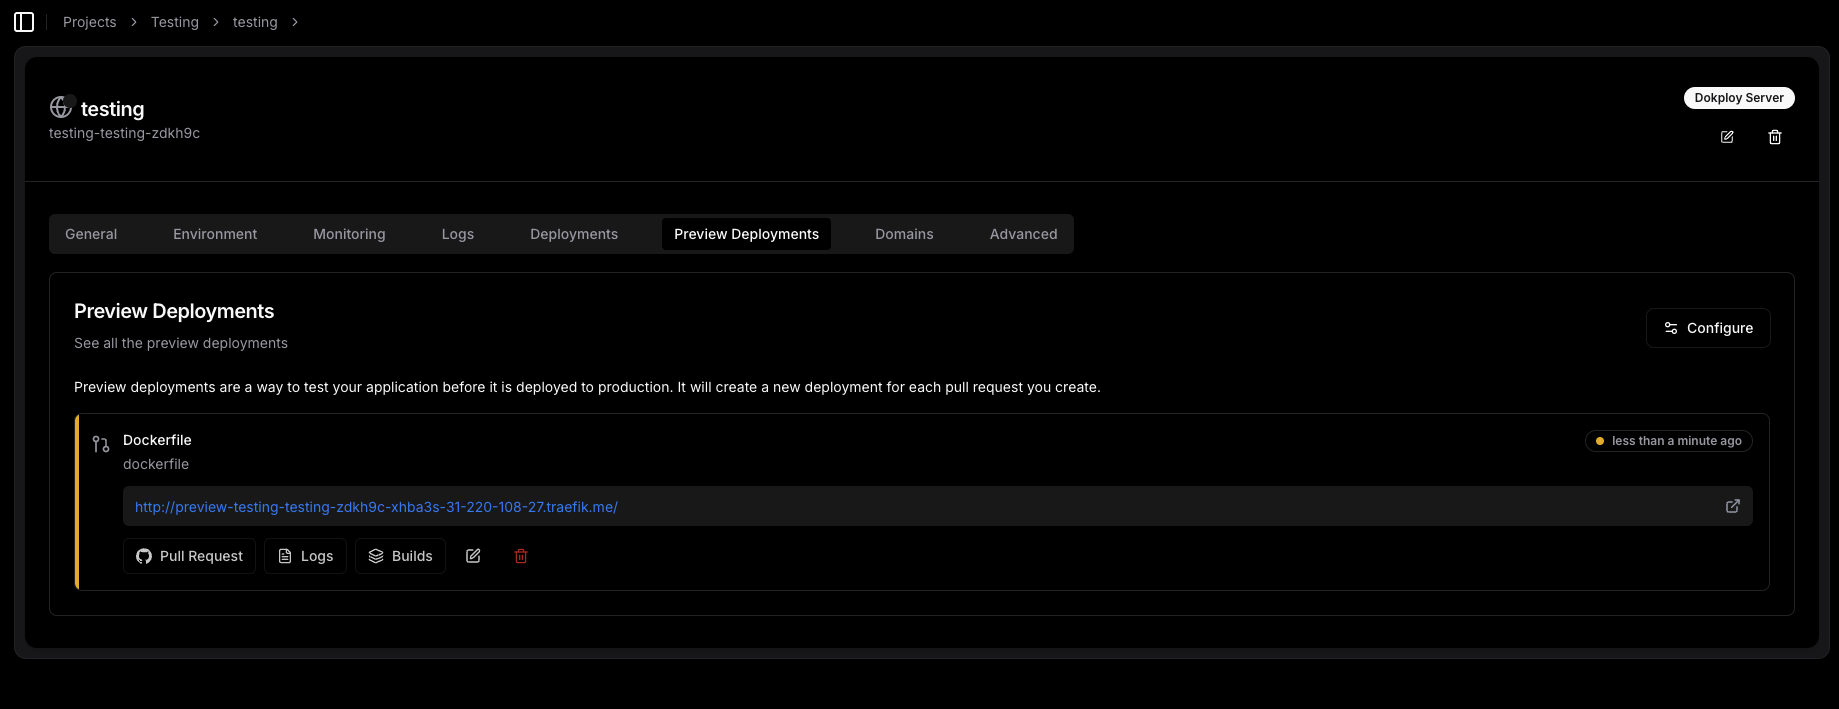 Projects > Testing > testing >
testing
testing-testing-zdkh9c
Dokploy Server
General Environment Monitoring Logs Deployments Preview Deployments Domains Advanced
Preview Deployments
See all the preview deployments
Configure
Preview deployments are a way to test your application before it is deployed to production. It will create a new deployment for each pull request you create.
Dockerfile
less than a minute ago
dockerfile
http://preview-testing-testing-zdkh9c-xhba3s-31-220-108-27.traefik.me/
Pull Request Logs Builds